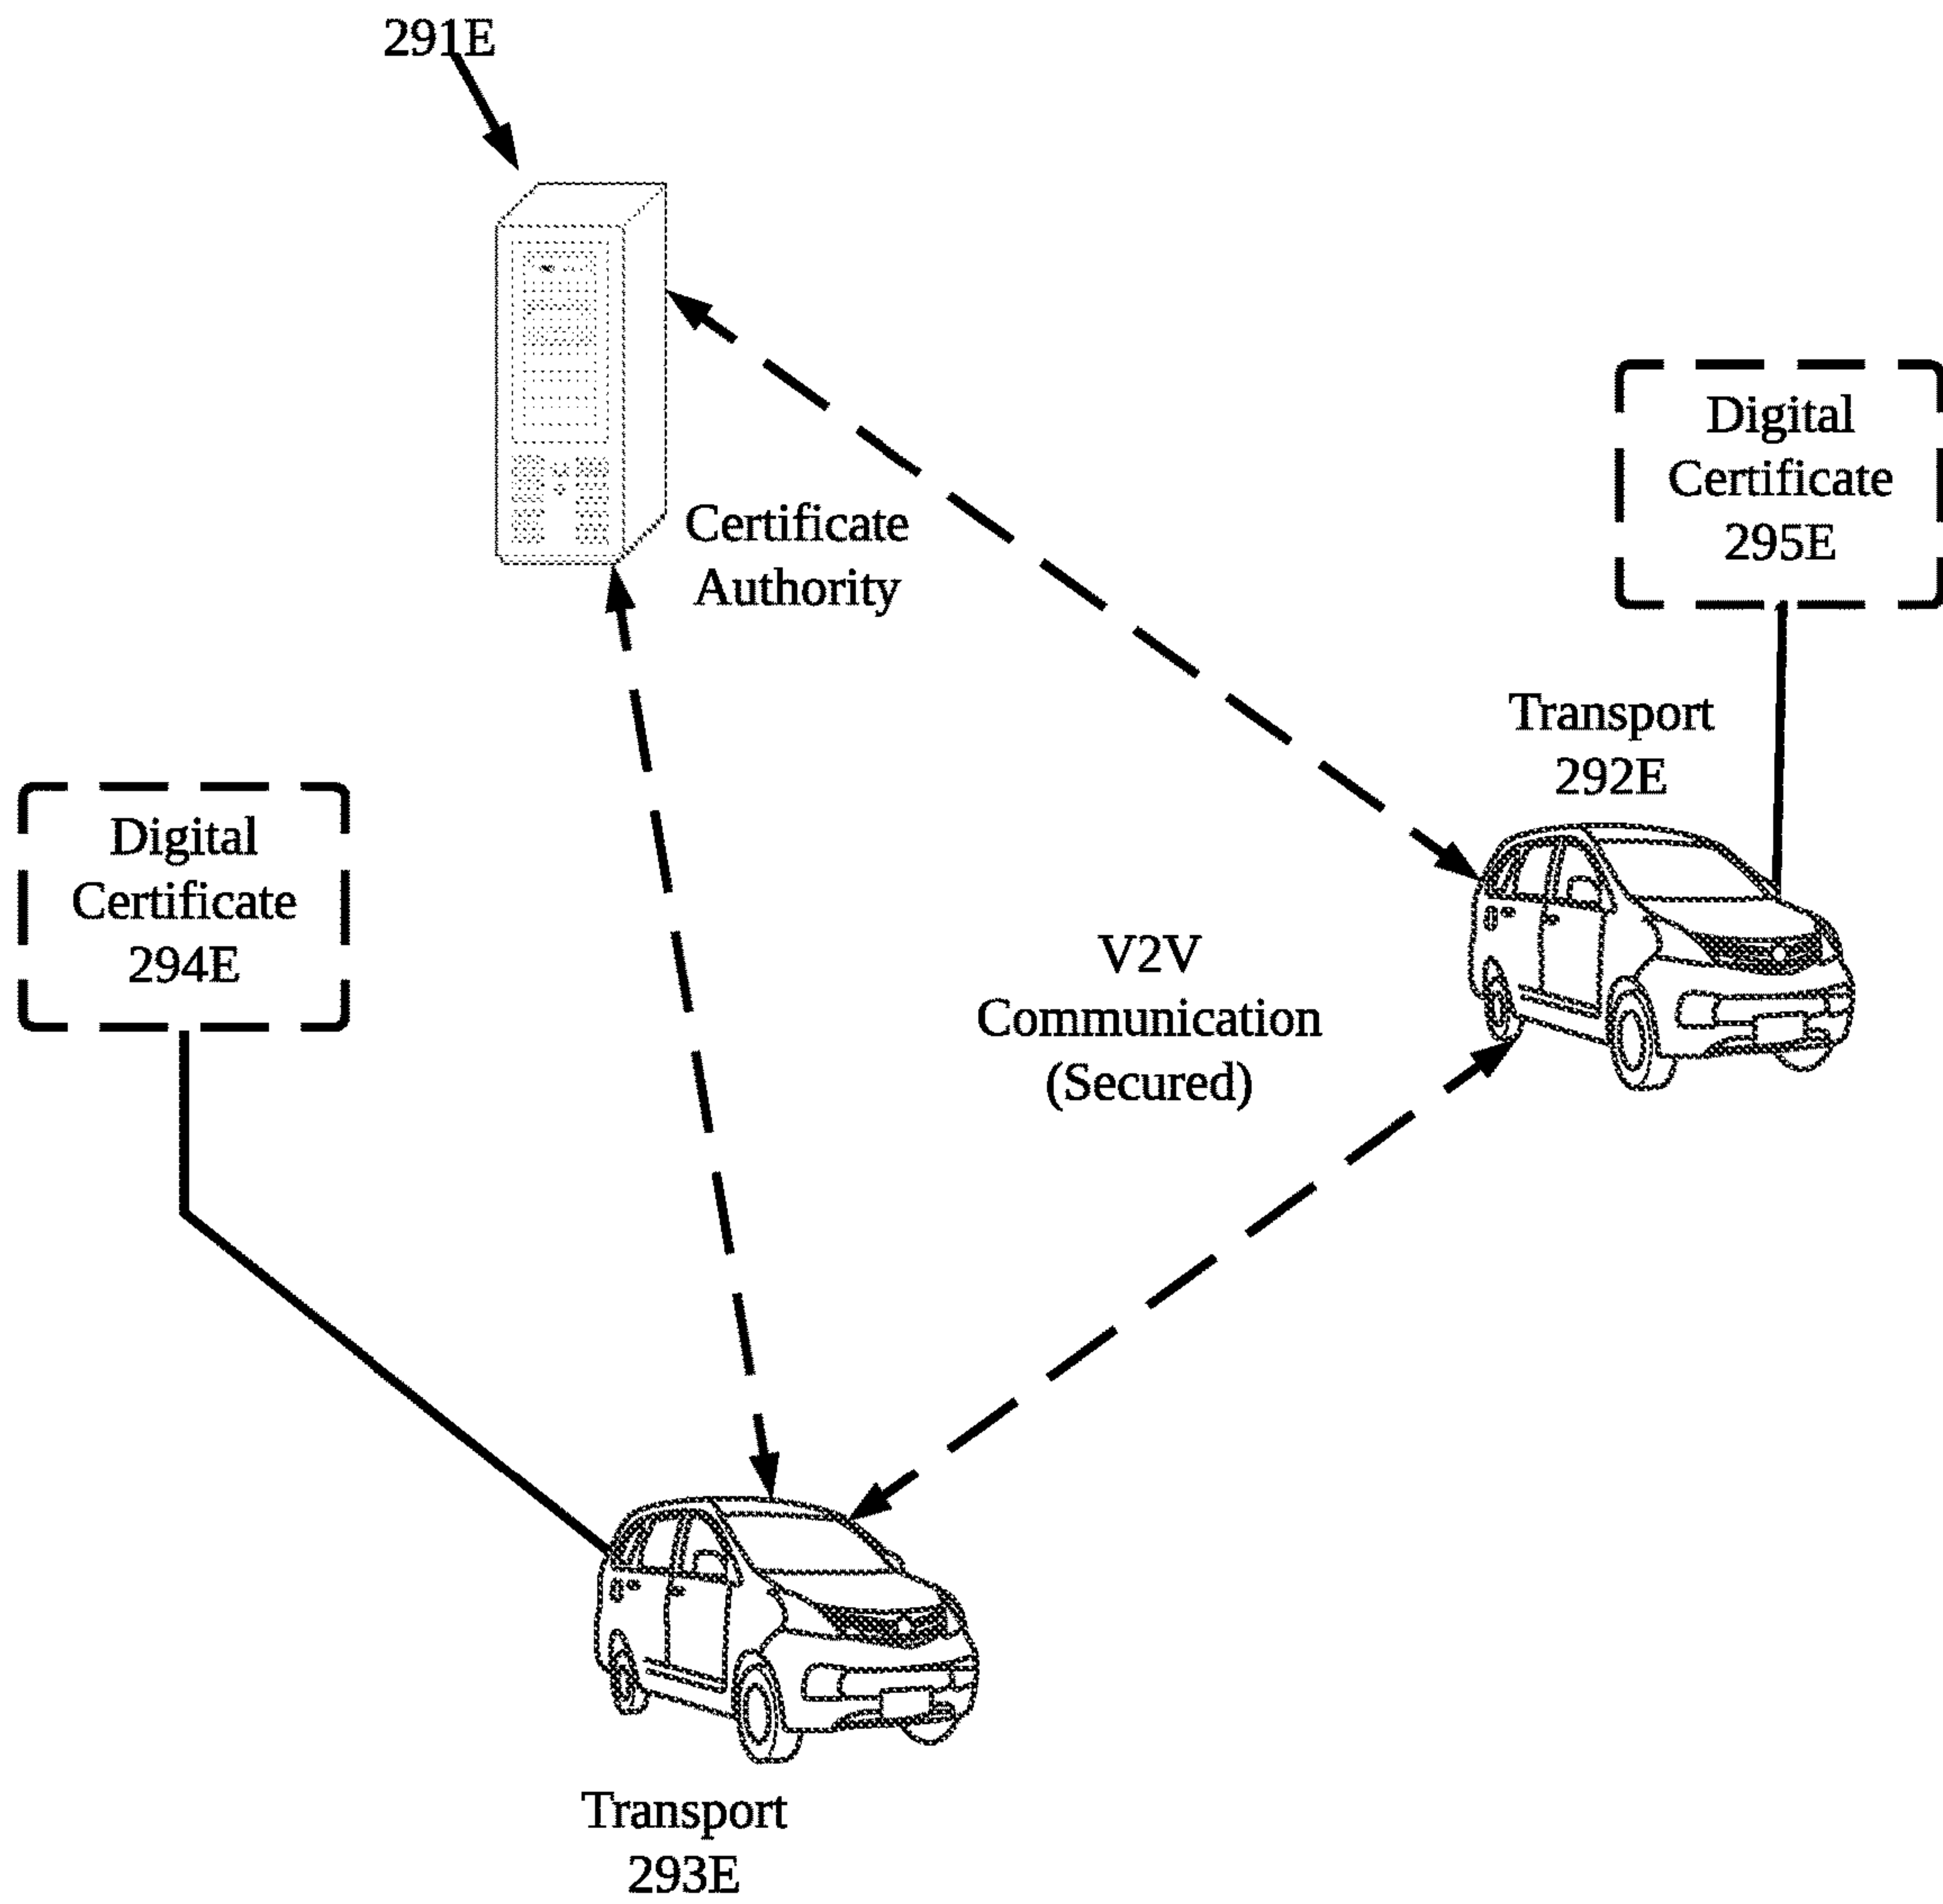 291E
Certificate
Authority
Digital
Certificate
295E
Transport
292E
Digital
Certificate
294E
V2V
Communication
(Secured)
Transport
293E